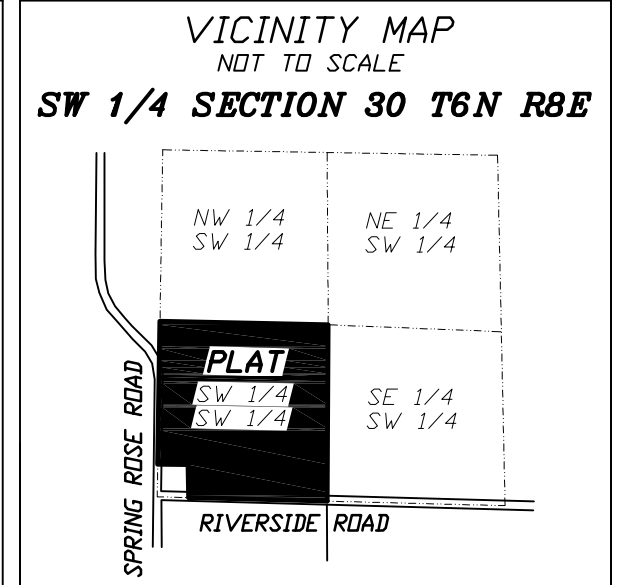 VICINITY MAP
NOT TO SCALE
SW 1/4 SECTION 30 T6N R8E
NW 1/4
SW 1/4
NE 1/4
SW 1/4
PLAT
SW 1/4
SW 1/4
SE 1/4
SW 1/4
SPRING ROSE ROAD
RIVERSIDE ROAD